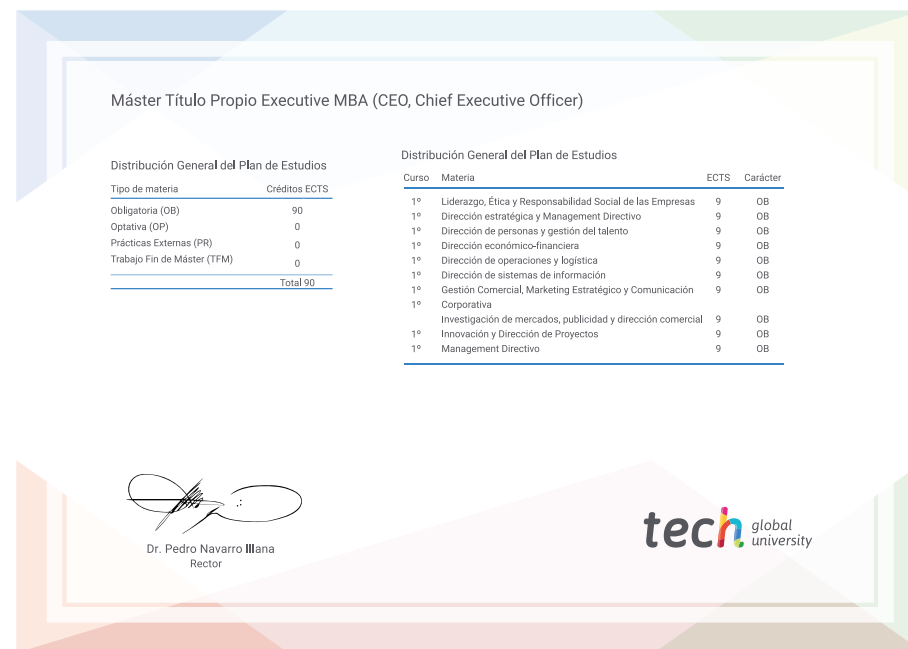 Máster Título Propio Executive MBA (CEO, Chief Executive Officer)
Distribución General del Plan de Estudios
Tipo de materia Créditos ECTS
Obligatoria (OB) 90
Optativa (OP) 0
Prácticas Externas (PR) 0
Trabajo Fin de Máster (TFM) 0
Total 90
Distribución General del Plan de Estudios
Curso Materia ECTS Carácter
1º Liderazgo, Ética y Responsabilidad Social de las Empresas 9 OB
1º Dirección estratégica y Management Directivo 9 OB
1º Dirección de personas y gestión del talento 9 OB
1º Dirección económico-financiera 9 OB
1º Dirección de operaciones y logística 9 OB
1º Dirección de sistemas de información 9 OB
1º Gestión Comercial, Marketing Estratégico y Comunicación 9 OB
1º Corporativa
Investigación de mercados, publicidad y dirección comercial 9 OB
1º Innovación y Dirección de Proyectos 9 OB
1º Management Directivo 9 OB
Dr. Pedro Navarro Illana
Rector
tech global
university